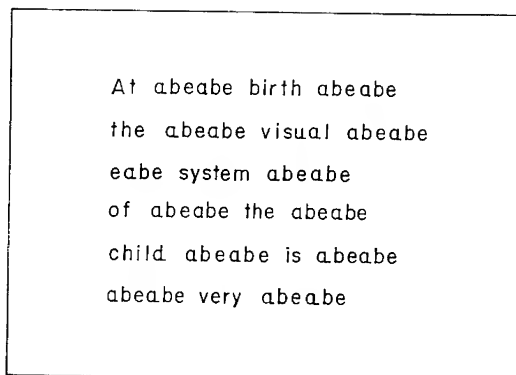 At abeabe birth abeabe
the abeabe visual abeabe
eabe system abeabe
of abeabe the abeabe
child abeabe is abeabe
abeabe very abeabe